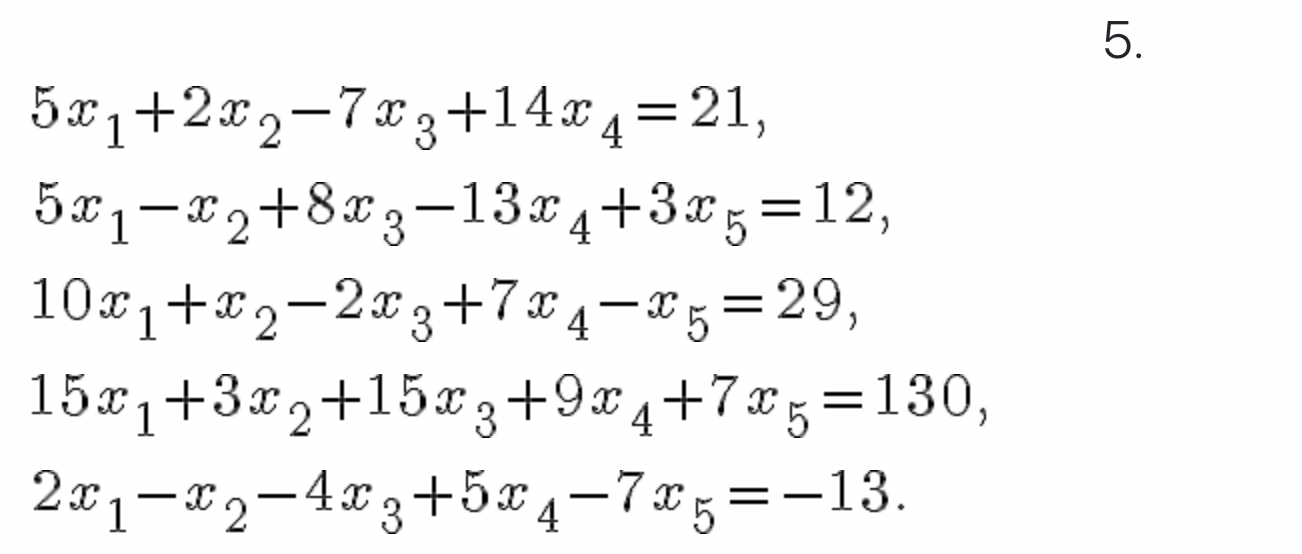 5.
5x₁+2x₂−7x₃+14x₄=21,
5x₁−x₂+8x₃−13x₄+3x₅=12,
10x₁+x₂−2x₃+7x₄−x₅=29,
15x₁+3x₂+15x₃+9x₄+7x₅=130,
2x₁−x₂−4x₃+5x₄−7x₅=−13.